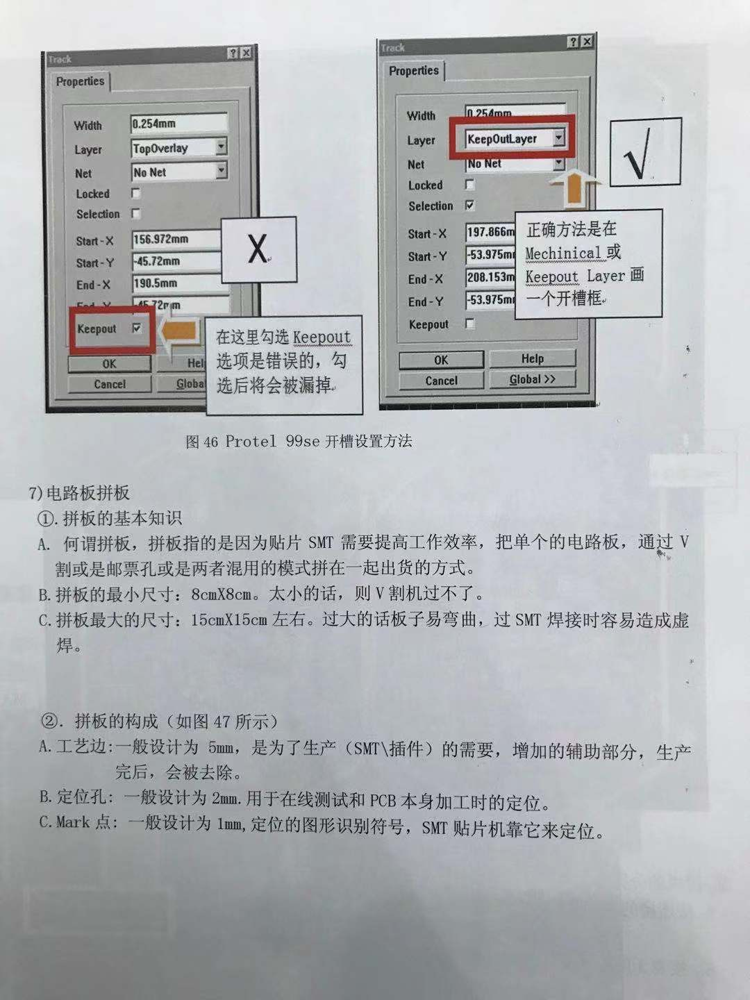 Track
? X
Properties
Width 0.254mm
Layer TopOverlay
Net No Net
Locked
Selection
Start-X 156.972mm
Start-Y -45.72mm
End-X 190.5mm
End-Y -45.72mm
Keepout
OK Help
Cancel Global
X
在这里勾选 Keepout
选项是错误的，勾
选后将会被漏掉
Track
? X
Properties
Width 0.254mm
Layer KeepOutLayer
Net No Net
Locked
Selection
Start-X 197.866m
Start-Y -53.975m
End-X 208.153m
End-Y -53.975m
Keepout
OK Help
Cancel Global >>
√
正确方法是在
Mechinical 或
Keepout Layer 画
一个开槽框
图 46 Protel 99se 开槽设置方法
7)电路板拼板
①.拼板的基本知识
A. 何谓拼板，拼板指的是因为贴片 SMT 需要提高工作效率，把单个的电路板，通过 V
割或是邮票孔或是两者混用的模式拼在一起出货的方式。
B.拼板的最小尺寸：8cmX8cm。太小的话，则 V 割机过不了。
C.拼板最大的尺寸：15cmX15cm 左右。过大的话板子易弯曲，过 SMT 焊接时容易造成虚
焊。
②. 拼板的构成（如图 47 所示）
A.工艺边:一般设计为 5mm，是为了生产（SMT\插件）的需要，增加的辅助部分，生产
完后，会被去除。
B.定位孔: 一般设计为 2mm.用于在线测试和 PCB 本身加工时的定位。
C.Mark 点: 一般设计为 1mm,定位的图形识别符号，SMT 贴片机靠它来定位。